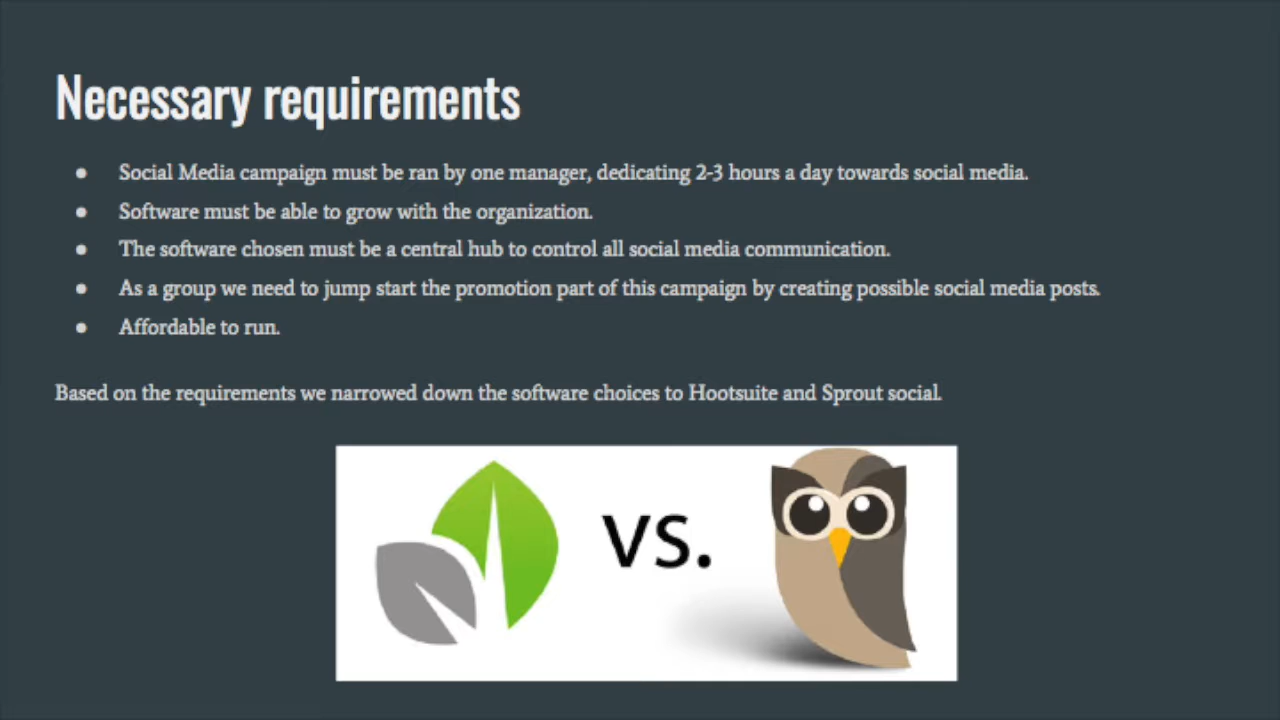 Necessary requirements
● Social Media campaign must be ran by one manager, dedicating 2-3 hours a day towards social media.
● Software must be able to grow with the organization.
● The software chosen must be a central hub to control all social media communication.
● As a group we need to jump start the promotion part of this campaign by creating possible social media posts.
● Affordable to run.
Based on the requirements we narrowed down the software choices to Hootsuite and Sprout social.
vs.